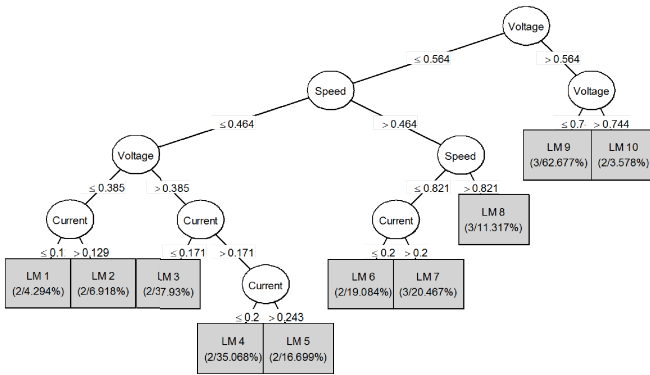 Voltage
≤ 0.564
> 0.564
Speed
Voltage
≤ 0.464
> 0.464
≤ 0.7
> 0.744
Voltage
Speed
LM 9
(3/62.677%)
LM 10
(2/3.578%)
≤ 0.385
> 0.385
≤ 0.821
> 0.821
Current
Current
Current
LM 8
(3/11.317%)
≤ 0.1
> 0.129
≤ 0.171
> 0.171
≤ 0.2
> 0.2
LM 1
(2/4.294%)
LM 2
(2/6.918%)
LM 3
(2/37.93%)
Current
LM 6
(2/19.084%)
LM 7
(3/20.467%)
≤ 0.2
> 0.243
LM 4
(2/35.068%)
LM 5
(2/16.699%)